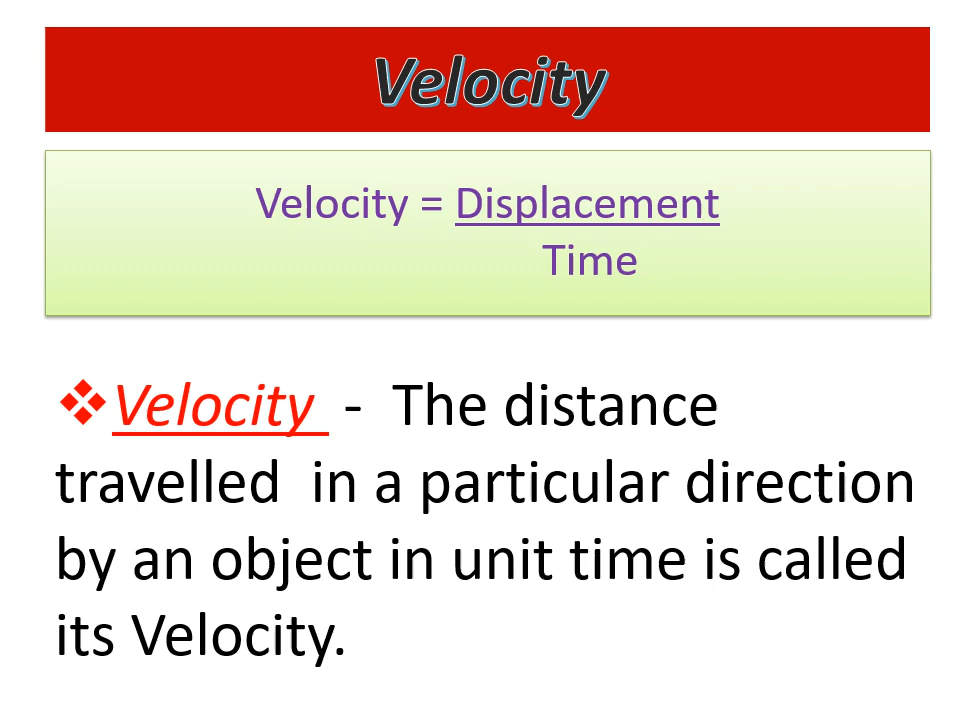 Velocity
Velocity = Displacement
Time
❖Velocity - The distance
travelled in a particular direction
by an object in unit time is called
its Velocity.